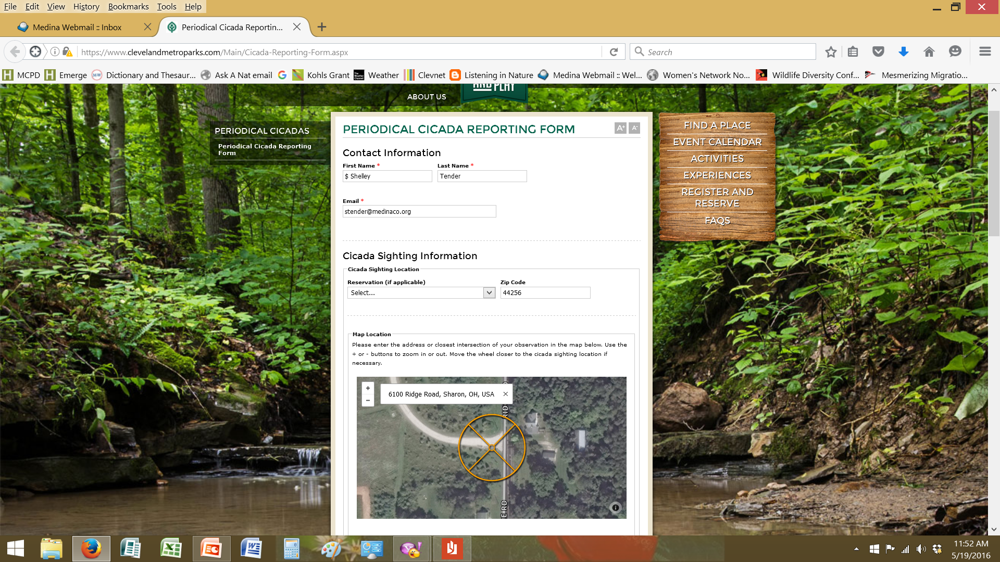 File Edit View History Bookmarks Tools Help
Medina Webmail :: Inbox
Periodical Cicada Reportin...
https://www.clevelandmetroparks.com/Main/Cicada-Reporting-Form.aspx
Search
MCPD Emerge Dictionary and Thesaur... Ask A Nat email Kohls Grant Weather Clevnet Listening in Nature Medina Webmail :: Wel... Women's Network No... Wildlife Diversity Conf... Mesmerizing Migratio...
ABOUT US
AND PLAY
PERIODICAL CICADAS
Periodical Cicada Reporting
Form
PERIODICAL CICADA REPORTING FORM
A+ A-
Contact Information
First Name * Last Name *
$ Shelley Tender
Email *
stender@medinaco.org
Cicada Sighting Information
Cicada Sighting Location
Reservation (if applicable) Zip Code
Select... 44256
Map Location
Please enter the address or closest intersection of your observation in the map below. Use the
+ or - buttons to zoom in or out. Move the wheel closer to the cicada sighting location if
necessary.
+
-
6100 Ridge Road, Sharon, OH, USA
RID
E RD
FIND A PLACE
EVENT CALENDAR
ACTIVITIES
EXPERIENCES
REGISTER AND
RESERVE
FAQS
11:52 AM
5/19/2016